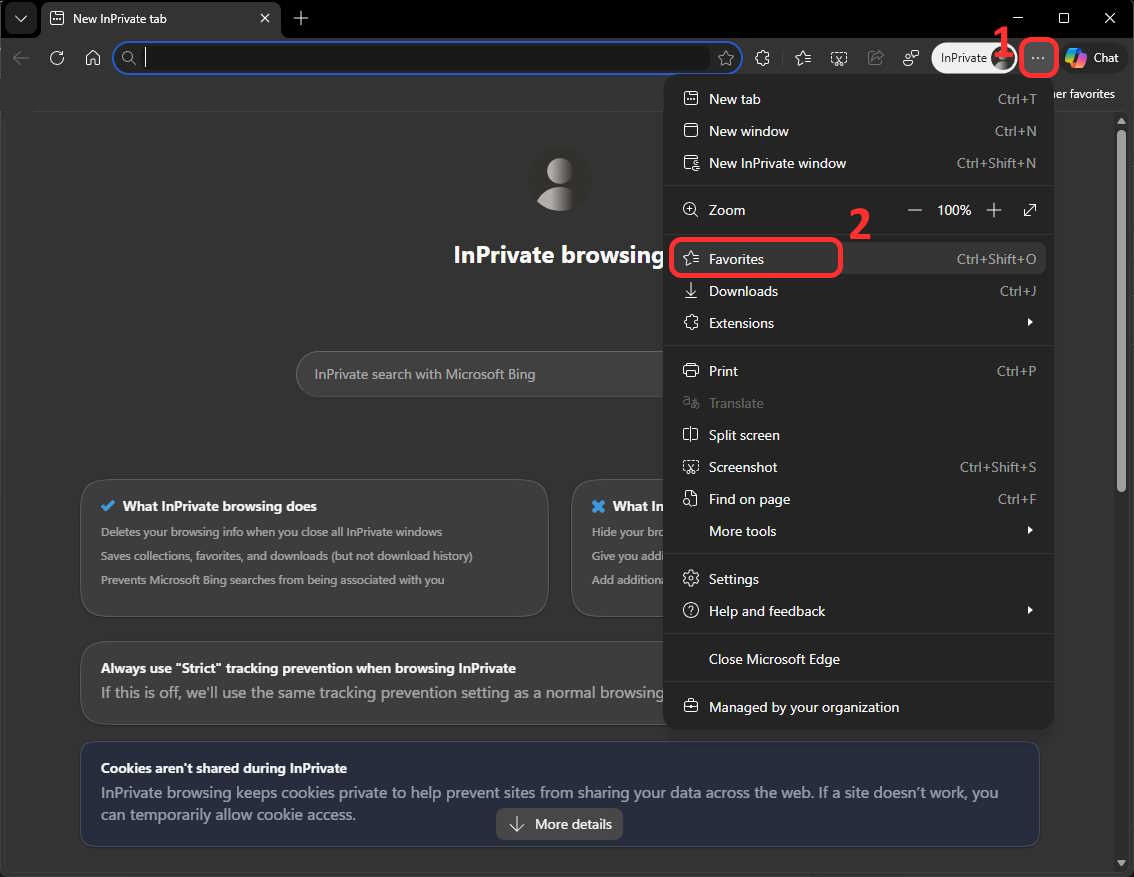 New InPrivate tab
1
InPrivate
Chat
er favorites
New tab Ctrl+T
New window Ctrl+N
New InPrivate window Ctrl+Shift+N
Zoom 100%
2
Favorites Ctrl+Shift+O
Downloads Ctrl+J
Extensions
Print Ctrl+P
Translate
Split screen
Screenshot Ctrl+Shift+S
Find on page Ctrl+F
More tools
Settings
Help and feedback
Close Microsoft Edge
Managed by your organization
InPrivate browsing
InPrivate search with Microsoft Bing
What InPrivate browsing does
Deletes your browsing info when you close all InPrivate windows
Saves collections, favorites, and downloads (but not download history)
Prevents Microsoft Bing searches from being associated with you
What In
Hide your bro
Give you addi
Add additiona
Always use "Strict" tracking prevention when browsing InPrivate
If this is off, we'll use the same tracking prevention setting as a normal browsing
Cookies aren't shared during InPrivate
InPrivate browsing keeps cookies private to help prevent sites from sharing your data across the web. If a site doesn't work, you
can temporarily allow cookie access.
More details